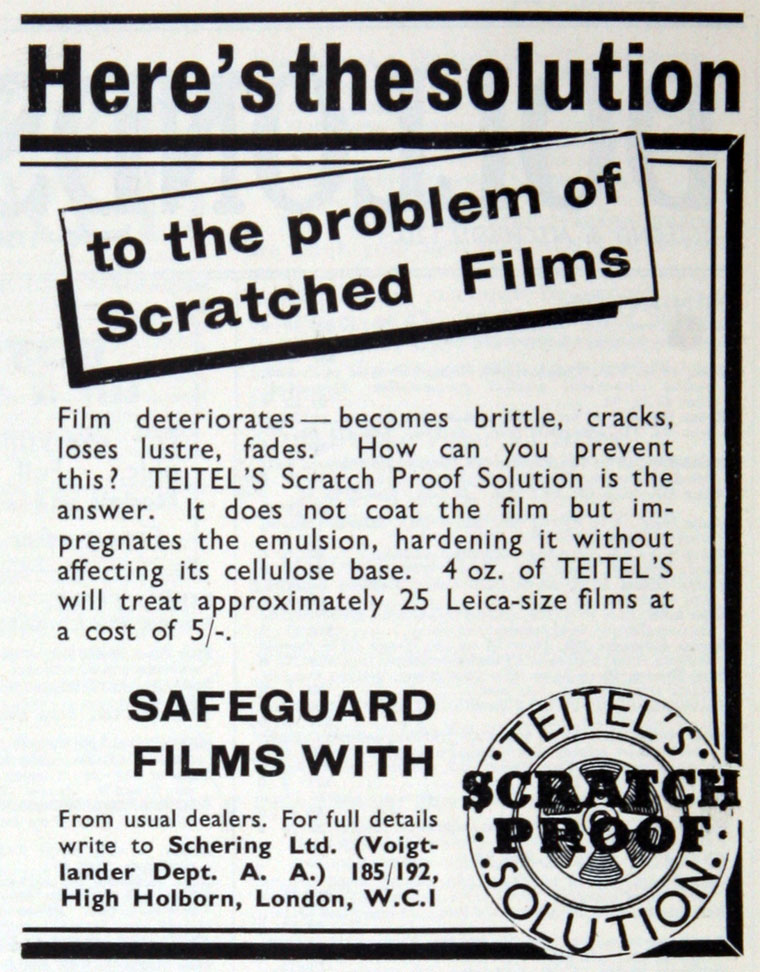 Here's the solution
to the problem of
Scratched Films
Film deteriorates — becomes brittle, cracks,
loses lustre, fades. How can you prevent
this? TEITEL'S Scratch Proof Solution is the
answer. It does not coat the film but im-
pregnates the emulsion, hardening it without
affecting its cellulose base. 4 oz. of TEITEL'S
will treat approximately 25 Leica-size films at
a cost of 5/-.
SAFEGUARD
FILMS WITH
From usual dealers. For full details
write to Schering Ltd. (Voigt-
lander Dept. A. A.) 185/192,
High Holborn, London, W.C.1
TEITEL'S
SCRATCH
PROOF
SOLUTION